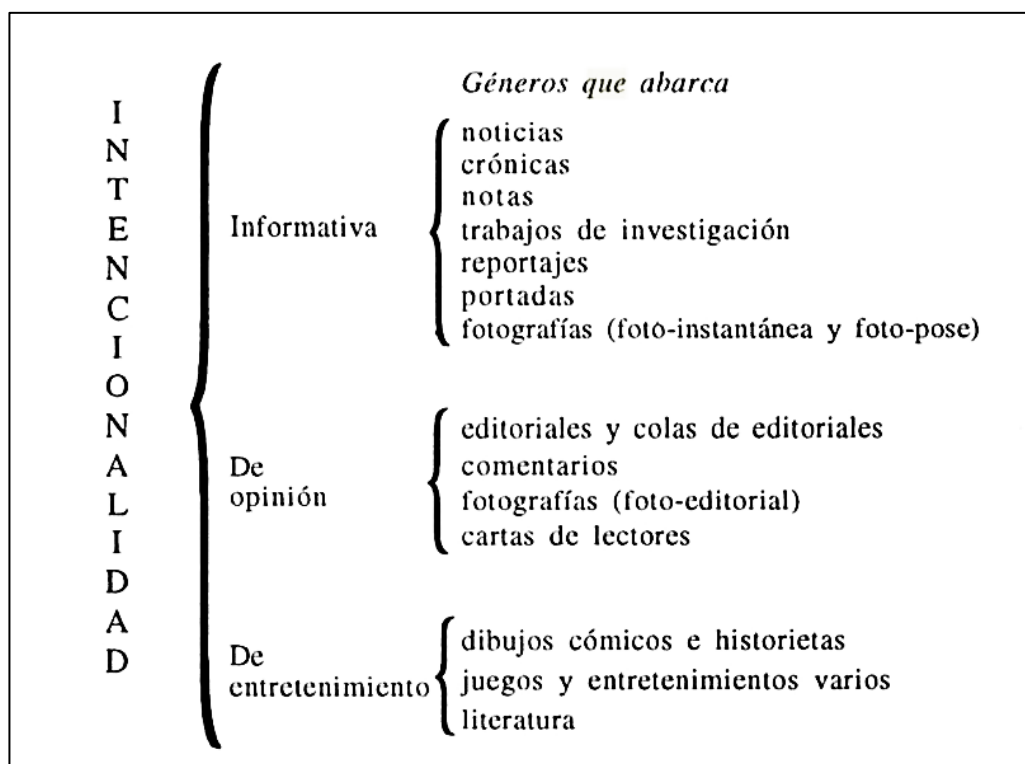 INTENCIONALIDAD
Géneros que abarca
Informativa
noticias
crónicas
notas
trabajos de investigación
reportajes
portadas
fotografías (foto-instantánea y foto-pose)
De
opinión
editoriales y colas de editoriales
comentarios
fotografías (foto-editorial)
cartas de lectores
De
entretenimiento
dibujos cómicos e historietas
juegos y entretenimientos varios
literatura